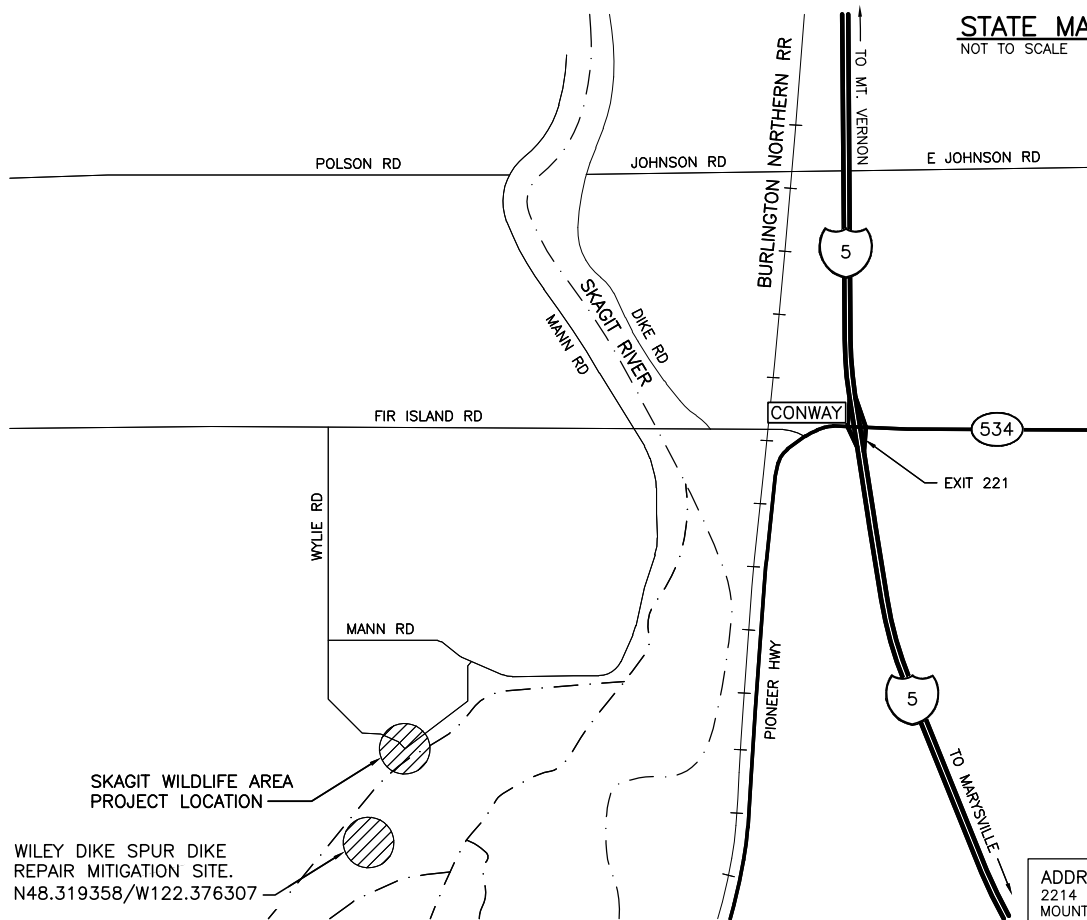 STATE MA
NOT TO SCALE
TO MT. VERNON
BURLINGTON NORTHERN RR
POLSON RD
JOHNSON RD
E JOHNSON RD
5
SKAGIT RIVER
DIKE RD
MANN RD
FIR ISLAND RD
CONWAY
534
EXIT 221
WYLIE RD
MANN RD
PIONEER HWY
5
TO MARYSVILLE
SKAGIT WILDLIFE AREA
PROJECT LOCATION
WILEY DIKE SPUR DIKE
REPAIR MITIGATION SITE.
N48.319358/W122.376307
ADDR
2214
MOUNT